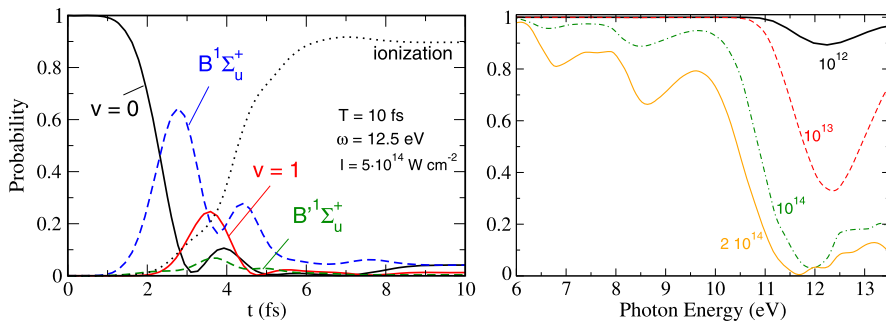 1
0.8
0.6
0.4
0.2
0
Probability
0
2
4
6
8
10
t (fs)
v = 0
B¹Σᵤ⁺
ionization
T = 10 fs
ω = 12.5 eV
I = 5·10¹⁴ W cm⁻²
v = 1
B'¹Σᵤ⁺
1
0.8
0.6
0.4
0.2
0
6
7
8
9
10
11
12
13
14
Photon Energy (eV)
10¹²
10¹³
10¹⁴
2 10¹⁴